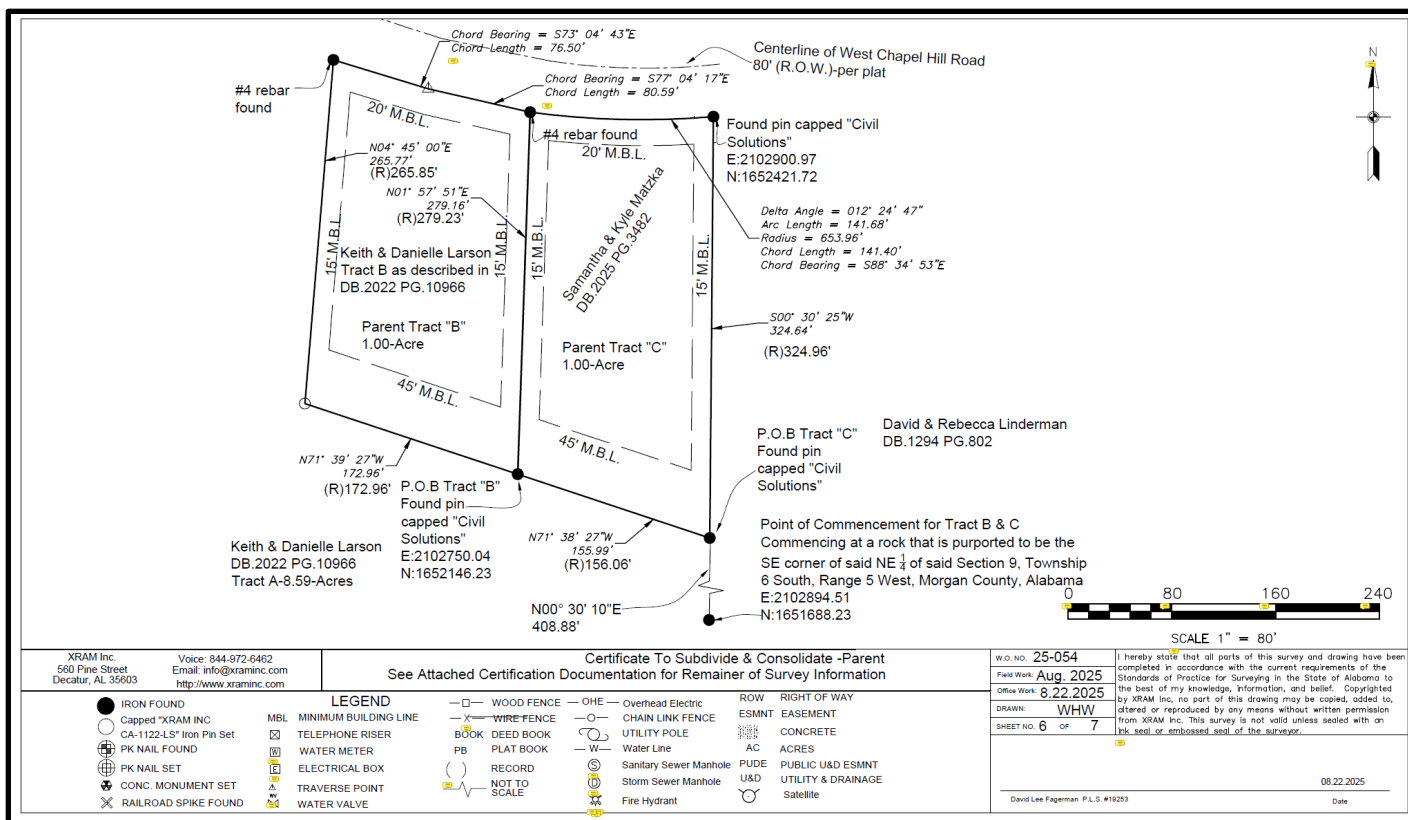 Chord Bearing = S73° 04' 43"E
Chord Length = 76.50'
Centerline of West Chapel Hill Road
80' (R.O.W.)-per plat
N
Chord Bearing = S77° 04' 17"E
Chord Length = 80.59'
#4 rebar
found
20' M.B.L.
#4 rebar found
20' M.B.L.
Found pin capped "Civil
Solutions"
E:2102900.97
N:1652421.72
N04° 45' 00"E
265.77'
(R)265.85'
N01° 57' 51"E
279.16'
(R)279.23'
Samantha & Kyle Matzka
DB.2025 PG.3482
Delta Angle = 012° 24' 47"
Arc Length = 141.68'
Radius = 653.96'
Chord Length = 141.40'
Chord Bearing = S88° 34' 53"E
15' M.B.L.
15' M.B.L.
15' M.B.L.
15' M.B.L.
Keith & Danielle Larson
Tract B as described in
DB.2022 PG.10966
Parent Tract "B"
1.00-Acre
Parent Tract "C"
1.00-Acre
S00° 30' 25"W
324.64'
(R)324.96'
45' M.B.L.
45' M.B.L.
N71° 39' 27"W
172.96'
(R)172.96'
P.O.B Tract "B"
Found pin
capped "Civil
Solutions"
E:2102750.04
N:1652146.23
P.O.B Tract "C"
Found pin
capped "Civil
Solutions"
David & Rebecca Linderman
DB.1294 PG.802
N71° 38' 27"W
155.99'
(R)156.06'
Keith & Danielle Larson
DB.2022 PG.10966
Tract A-8.59-Acres
N00° 30' 10"E
408.88'
Point of Commencement for Tract B & C
Commencing at a rock that is purported to be the
SE corner of said NE 1/4 of said Section 9, Township
6 South, Range 5 West, Morgan County, Alabama
E:2102894.51
N:1651688.23
0 80 160 240
SCALE 1" = 80'
XRAM Inc.
560 Pine Street
Decatur, AL 35603
Voice: 844-972-6462
Email: info@xraminc.com
http://www.xraminc.com
Certificate To Subdivide & Consolidate -Parent
See Attached Certification Documentation for Remainer of Survey Information
LEGEND
IRON FOUND
Capped "XRAM INC
CA-1122-LS" Iron Pin Set
PK NAIL FOUND
PK NAIL SET
CONC. MONUMENT SET
RAILROAD SPIKE FOUND
MBL MINIMUM BUILDING LINE
TELEPHONE RISER
W WATER METER
E ELECTRICAL BOX
TRAVERSE POINT
WV WATER VALVE
WOOD FENCE
X WIRE FENCE
BOOK DEED BOOK
PB PLAT BOOK
( ) RECORD
NOT TO
SCALE
OHE Overhead Electric
O CHAIN LINK FENCE
UTILITY POLE
W Water Line
S Sanitary Sewer Manhole
D Storm Sewer Manhole
Fire Hydrant
ROW RIGHT OF WAY
ESMNT EASEMENT
CONCRETE
AC ACRES
PUDE PUBLIC U&D ESMNT
U&D UTILITY & DRAINAGE
Satellite
W.O. NO. 25-054
Field Work: Aug. 2025
Office Work: 8.22.2025
DRAWN: WHW
SHEET NO. 6 OF 7
I hereby state that all parts of this survey and drawing have been
completed in accordance with the current requirements of the
Standards of Practice for Surveying in the State of Alabama to
the best of my knowledge, information, and belief. Copyrighted
by XRAM Inc, no part of this drawing may be copied, added to,
altered or reproduced by any means without written permission
from XRAM Inc. This survey is not valid unless sealed with an
ink seal or embossed seal of the surveyor.
08.22.2025
David Lee Fagerman P.L.S. #19253
Date